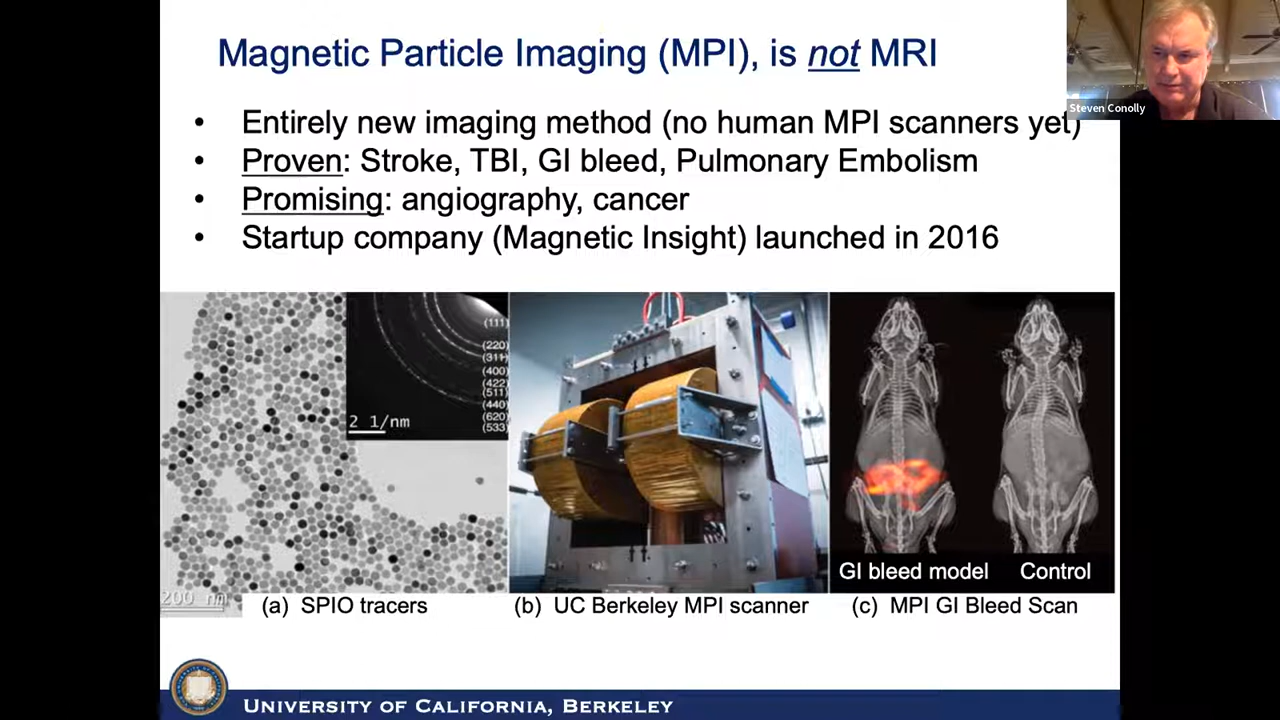 Magnetic Particle Imaging (MPI), is not MRI
Steven Conolly
• Entirely new imaging method (no human MPI scanners yet)
• Proven: Stroke, TBI, GI bleed, Pulmonary Embolism
• Promising: angiography, cancer
• Startup company (Magnetic Insight) launched in 2016
(111)
(220)
(311)
(400)
(422)
(511)
(440)
(620)
(533)
2 1/nm
200 nm
GI bleed model
Control
(a) SPIO tracers
(b) UC Berkeley MPI scanner
(c) MPI GI Bleed Scan
UNIVERSITY OF CALIFORNIA, BERKELEY